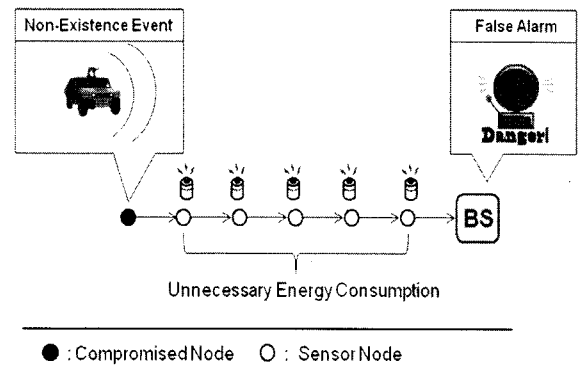 Non-Existence Event
False Alarm
Danger!
BS
Unnecessary Energy Consumption
: Compromised Node
: Sensor Node